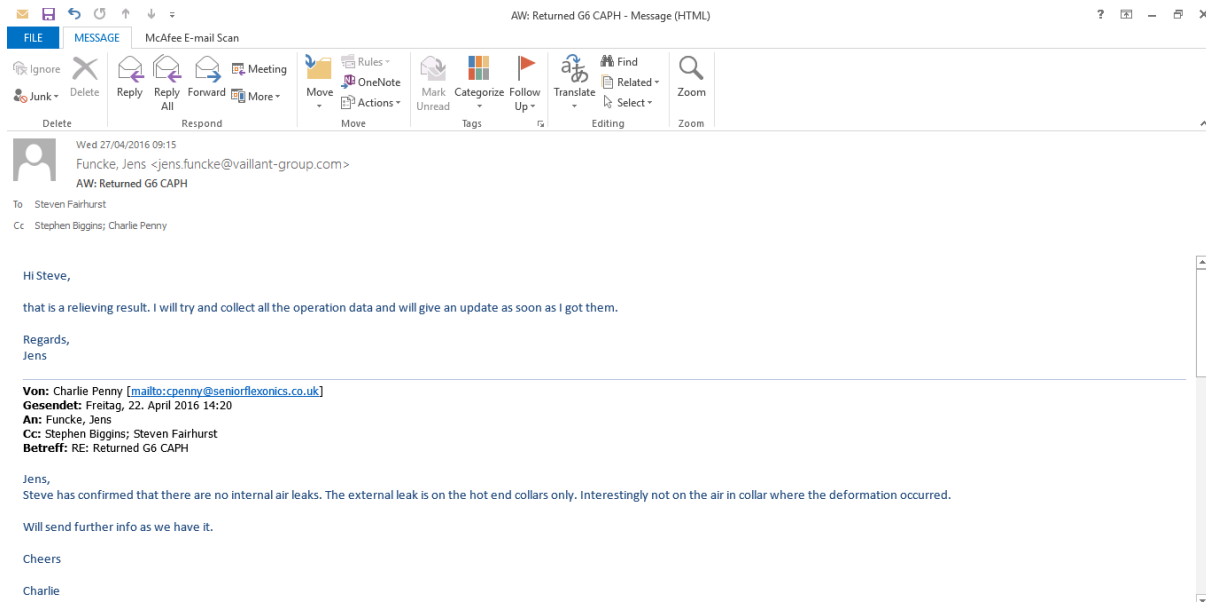 AW: Returned G6 CAPH - Message (HTML)
FILE MESSAGE McAfee E-mail Scan
Ignore
Junk
Delete
Delete
Reply
Reply All
Forward
Meeting
More
Respond
Move
Rules
OneNote
Actions
Move
Mark Unread
Categorize
Follow Up
Tags
Translate
Find
Related
Select
Editing
Zoom
Zoom
Wed 27/04/2016 09:15
Funcke, Jens <jens.funcke@vaillant-group.com>
AW: Returned G6 CAPH
To Steven Fairhurst
Cc Stephen Biggins; Charlie Penny
Hi Steve,
that is a relieving result. I will try and collect all the operation data and will give an update as soon as I got them.
Regards,
Jens
Von: Charlie Penny [mailto:cpenny@seniorflexonics.co.uk]
Gesendet: Freitag, 22. April 2016 14:20
An: Funcke, Jens
Cc: Stephen Biggins; Steven Fairhurst
Betreff: RE: Returned G6 CAPH
Jens,
Steve has confirmed that there are no internal air leaks. The external leak is on the hot end collars only. Interestingly not on the air in collar where the deformation occurred.
Will send further info as we have it.
Cheers
Charlie